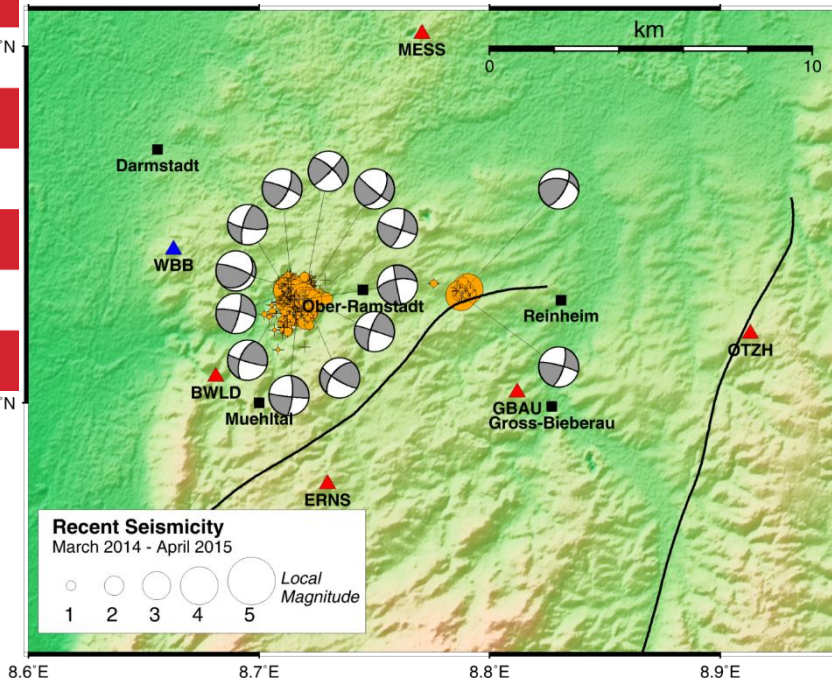 km
0
10
°N
MESS
Darmstadt
WBB
Ober-Ramstadt
Reinheim
OTZH
BWLD
GBAU
°N
Muehltal
Gross-Bieberau
ERNS
Recent Seismicity
March 2014 - April 2015
Local
Magnitude
1 2 3 4 5
8.6°E 8.7°E 8.8°E 8.9°E